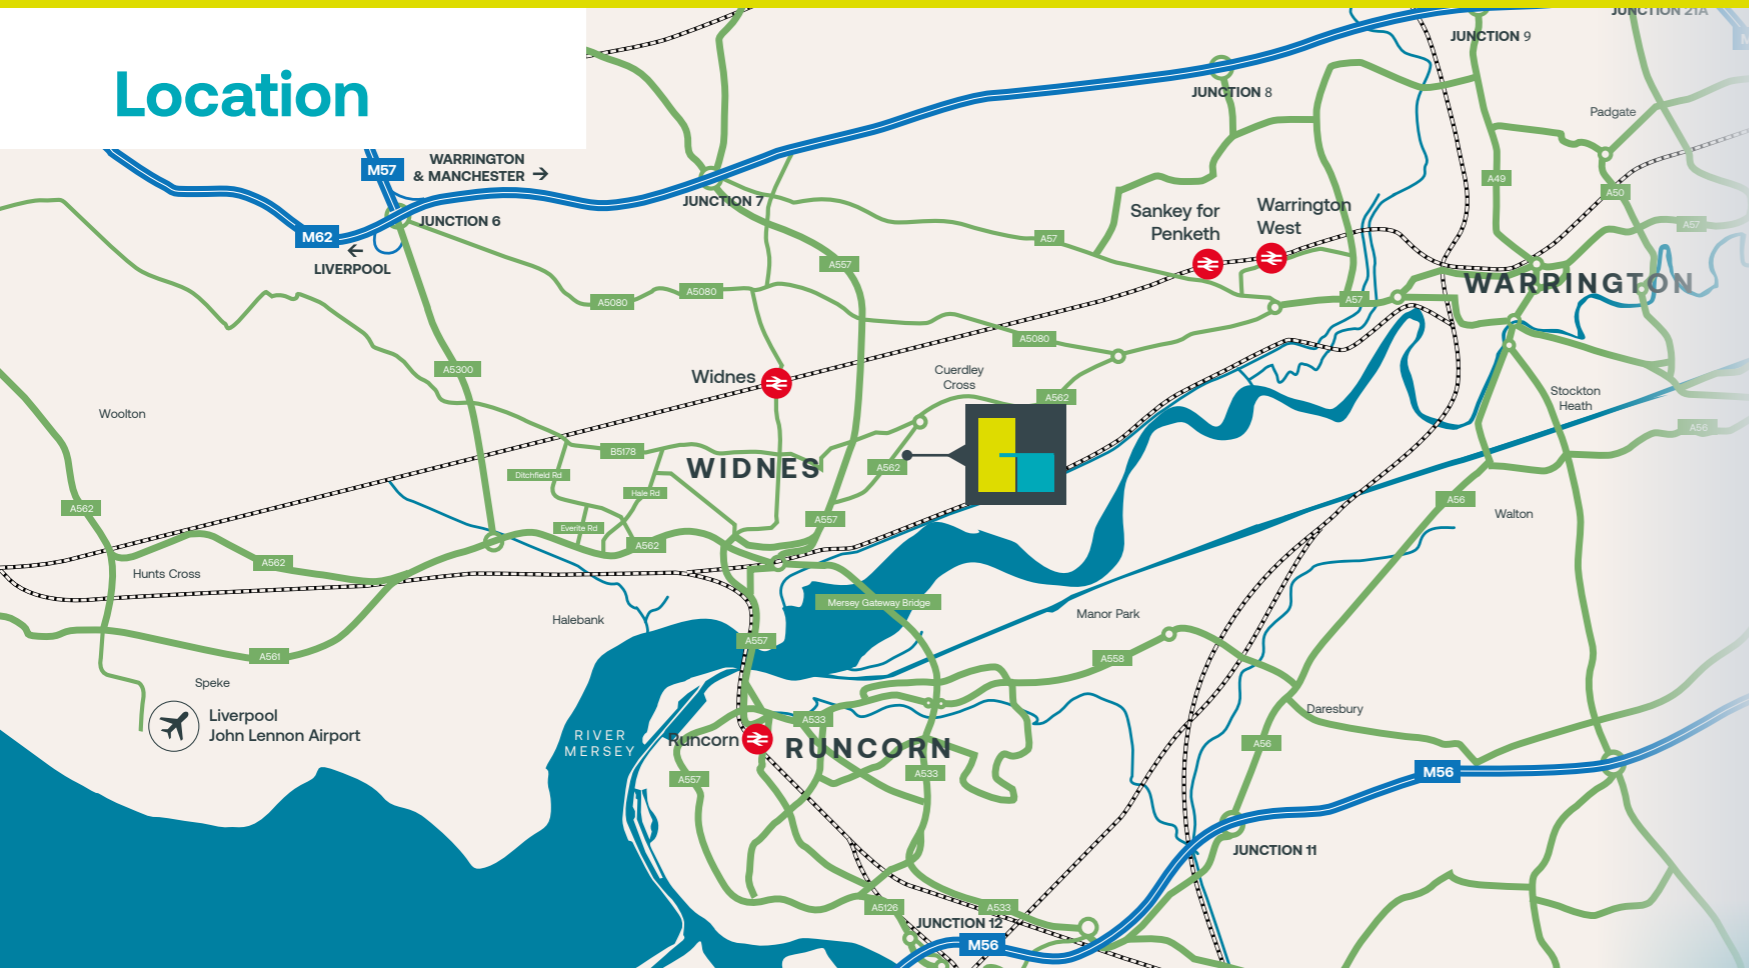 Location
JUNCTION 21A
JUNCTION 9
JUNCTION 8
Padgate
M57
WARRINGTON
& MANCHESTER →
JUNCTION 7
JUNCTION 6
M62
←
LIVERPOOL
A49
A50
A57
Sankey for
Penketh
Warrington
West
A57
A557
WARRINGTON
A5080
A5080
A57
A5080
A5300
Widnes
Cuerdley
Cross
A562
Stockton
Heath
Woolton
A56
B5178
WIDNES
A562
Ditchfield Rd
Hale Rd
A56
A562
Walton
Everite Rd
A557
A562
A562
Hunts Cross
Mersey Gateway Bridge
Halebank
Manor Park
A557
A561
A558
Speke
Liverpool
John Lennon Airport
Daresbury
A533
RIVER
MERSEY
Runcorn
RUNCORN
A56
A557
A533
M56
JUNCTION 11
A5126
A533
JUNCTION 12
M56